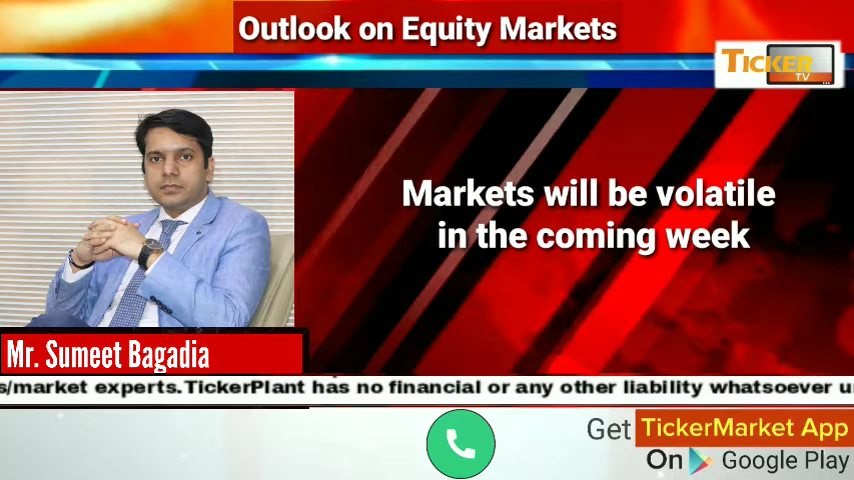 Outlook on Equity Markets
TICKER
TV
Markets will be volatile
in the coming week
Mr. Sumeet Bagadia
s/market experts.TickerPlant has no financial or any other liability whatsoever
Get TickerMarket App
On Google Play